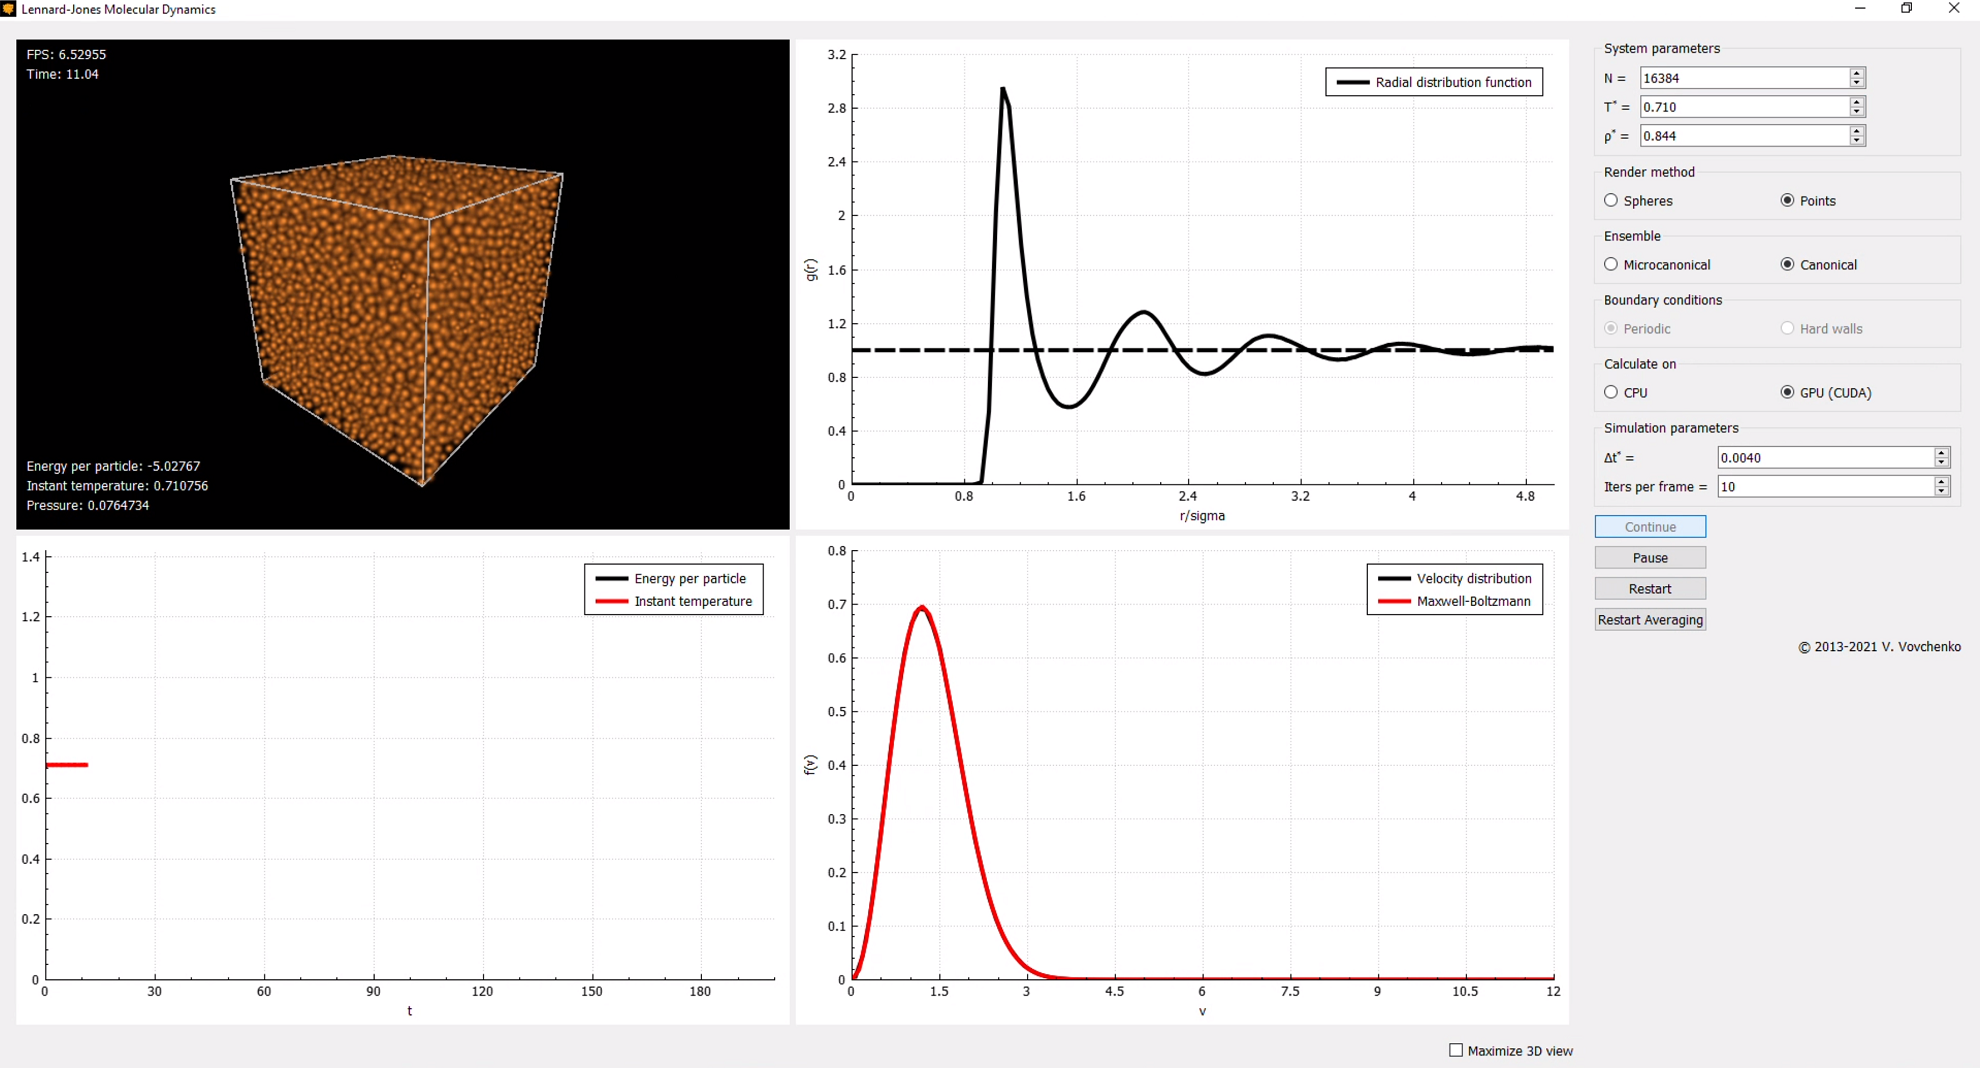 Lennard-Jones Molecular Dynamics
FPS: 6.52955
Time: 11.04
Energy per particle: -5.02767
Instant temperature: 0.710756
Pressure: 0.0764734
3.2
2.8
2.4
2
1.6
1.2
0.8
0.4
0
g(r)
Radial distribution function
0 0.8 1.6 2.4 3.2 4 4.8
r/sigma
1.4
1.2
1
0.8
0.6
0.4
0.2
0
Energy per particle
Instant temperature
0 30 60 90 120 150 180
t
0.8
0.7
0.6
0.5
0.4
0.3
0.2
0.1
0
f(v)
Velocity distribution
Maxwell-Boltzmann
0 1.5 3 4.5 6 7.5 9 10.5 12
v
System parameters
N = 16384
T* = 0.710
ρ* = 0.844
Render method
Spheres Points
Ensemble
Microcanonical Canonical
Boundary conditions
Periodic Hard walls
Calculate on
CPU GPU (CUDA)
Simulation parameters
Δt* = 0.0040
Iters per frame = 10
Continue
Pause
Restart
Restart Averaging
© 2013-2021 V. Vovchenko
Maximize 3D view